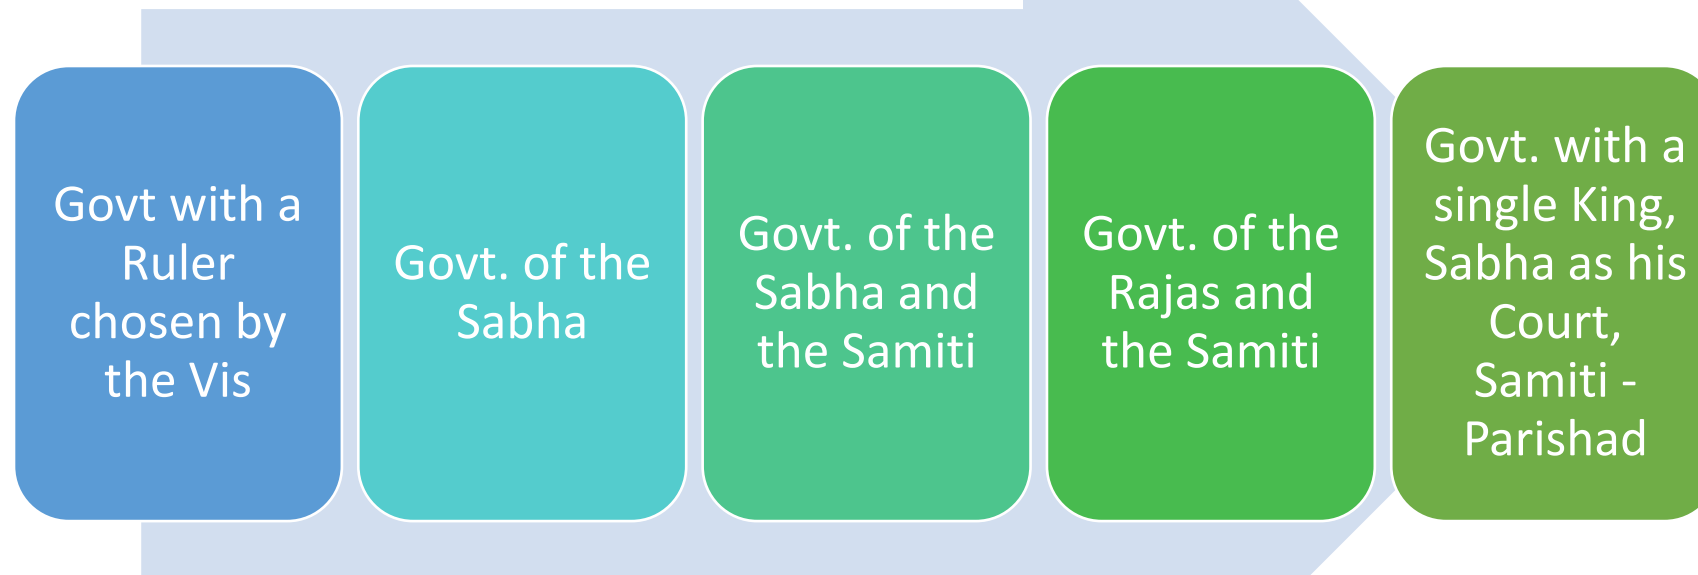 Govt with a
Ruler
chosen by
the Vis
Govt. of the
Sabha
Govt. of the
Sabha and
the Samiti
Govt. of the
Rajas and
the Samiti
Govt. with a
single King,
Sabha as his
Court,
Samiti -
Parishad